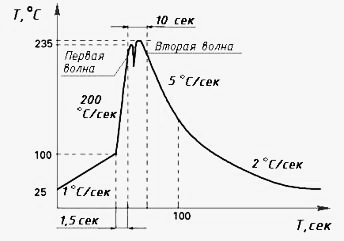 T,°C
10 сек
235
Первая
волна
Вторая волна
200
°C/сек
5 °C/сек
100
1 °C/сек
2 °C/сек
25
1,5 сек
100
T,сек